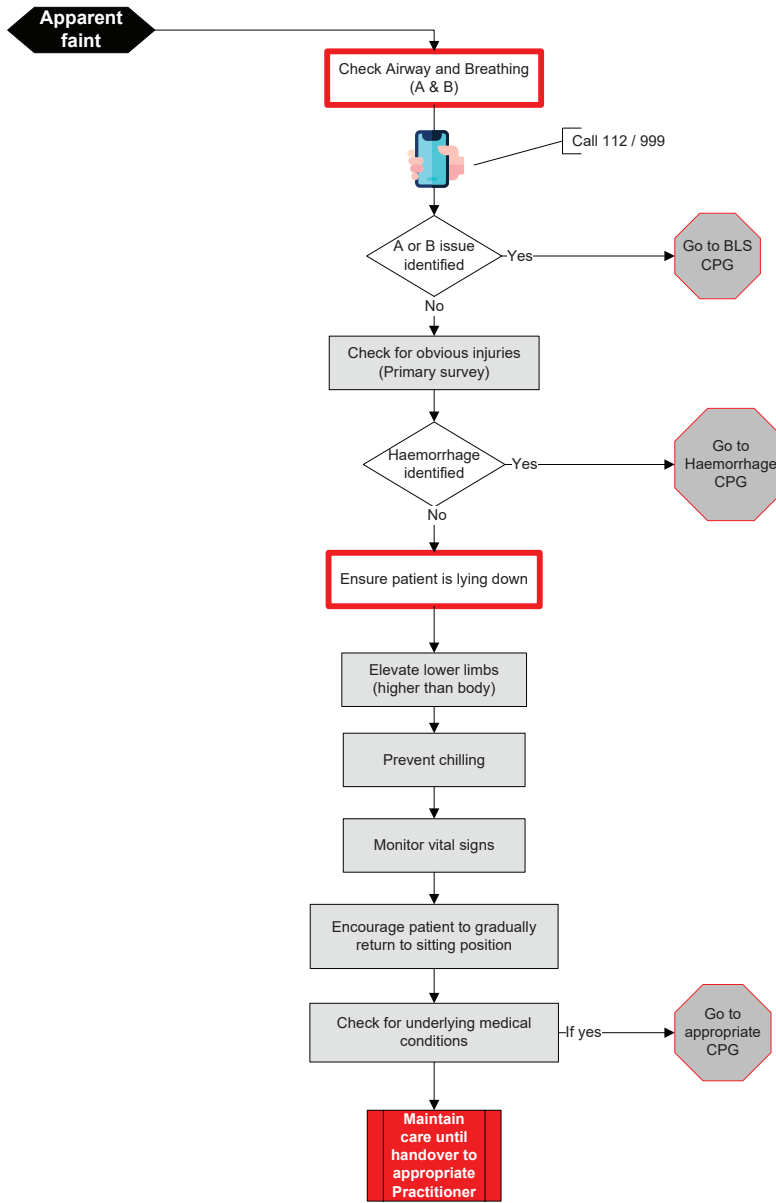 Apparent
faint
Check Airway and Breathing
(A & B)
Call 112 / 999
A or B issue
identified
Yes
Go to BLS
CPG
No
Check for obvious injuries
(Primary survey)
Haemorrhage
identified
Yes
Go to
Haemorrhage
CPG
No
Ensure patient is lying down
Elevate lower limbs
(higher than body)
Prevent chilling
Monitor vital signs
Encourage patient to gradually
return to sitting position
Check for underlying medical
conditions
If yes
Go to
appropriate
CPG
Maintain
care until
handover to
appropriate
Practitioner